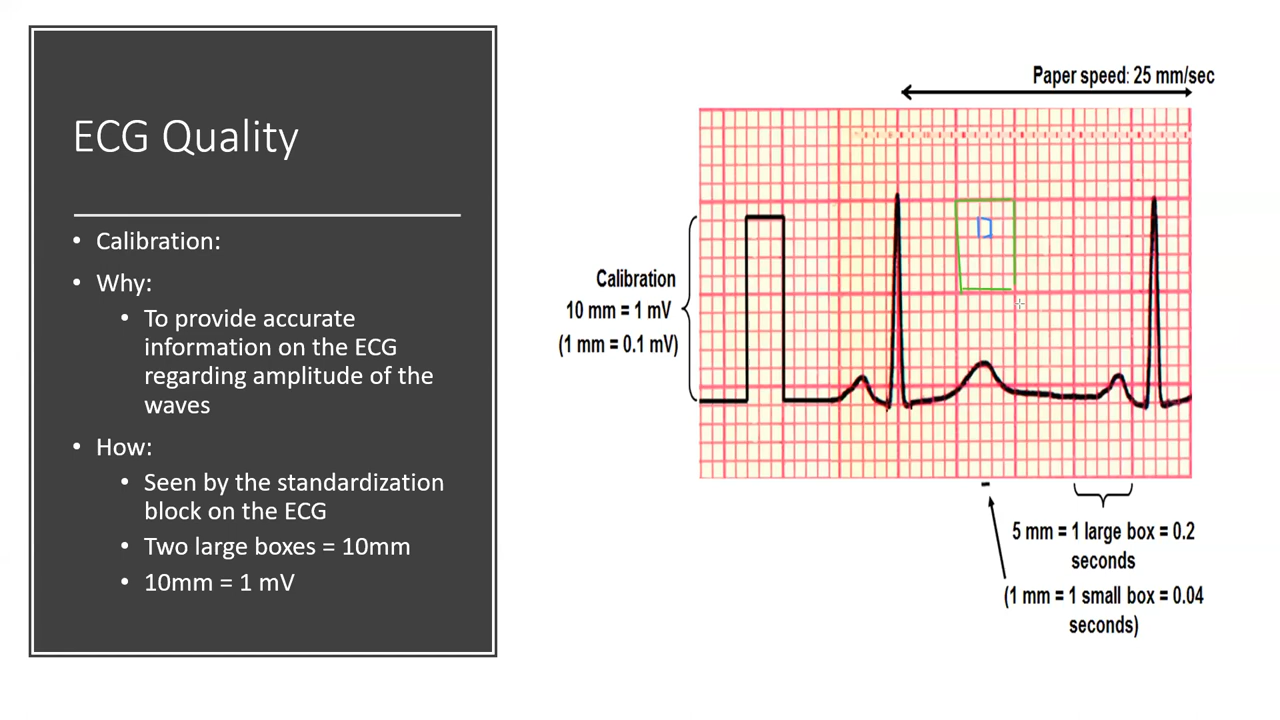 ECG Quality
• Calibration:
• Why:
• To provide accurate
information on the ECG
regarding amplitude of the
waves
• How:
• Seen by the standardization
block on the ECG
• Two large boxes = 10mm
• 10mm = 1 mV
Paper speed: 25 mm/sec
Calibration
10 mm = 1 mV
(1 mm = 0.1 mV)
5 mm = 1 large box = 0.2
seconds
(1 mm = 1 small box = 0.04
seconds)